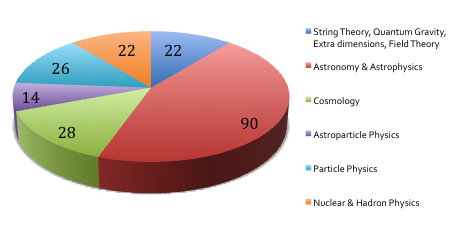 22
22
26
14
90
28
String Theory, Quantum Gravity,
Extra dimensions, Field Theory
Astronomy & Astrophysics
Cosmology
Astroparticle Physics
Particle Physics
Nuclear & Hadron Physics